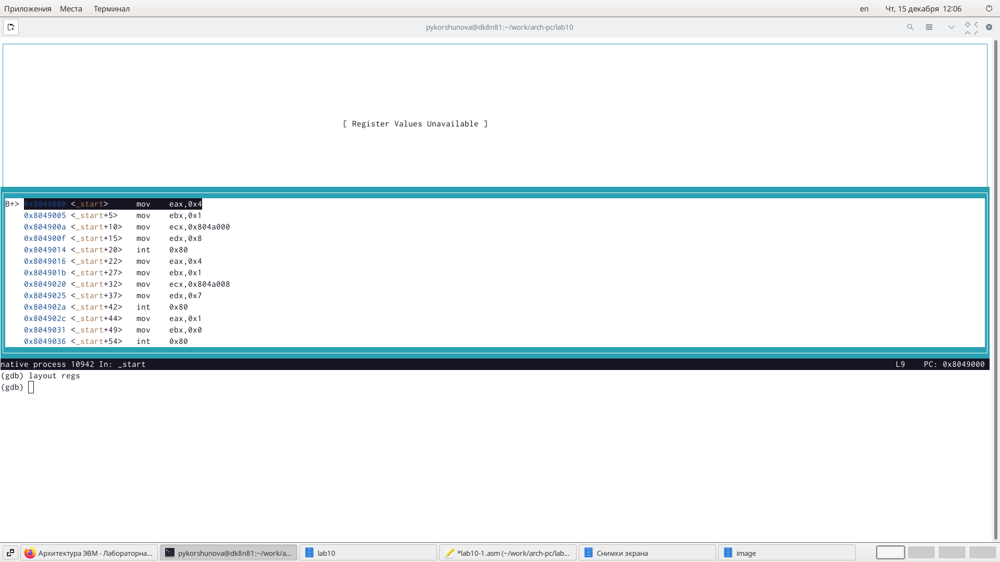 Приложения Места Терминал en Чт, 15 декабря 12:06
pykorshunova@dk8n81:~/work/arch-pc/lab10
[ Register Values Unavailable ]
B+> 0x8049000 <_start> mov eax,0x4
0x8049005 <_start+5> mov ebx,0x1
0x804900a <_start+10> mov ecx,0x804a000
0x804900f <_start+15> mov edx,0x8
0x8049014 <_start+20> int 0x80
0x8049016 <_start+22> mov eax,0x4
0x804901b <_start+27> mov ebx,0x1
0x8049020 <_start+32> mov ecx,0x804a008
0x8049025 <_start+37> mov edx,0x7
0x804902a <_start+42> int 0x80
0x804902c <_start+44> mov eax,0x1
0x8049031 <_start+49> mov ebx,0x0
0x8049036 <_start+54> int 0x80
native process 10942 In: _start L9 PC: 0x8049000
(gdb) layout regs
(gdb)
Архитектура ЭВМ - Лабораторна... pykorshunova@dk8n81:~/work/a... lab10 *lab10-1.asm (~/work/arch-pc/lab... Снимки экрана image